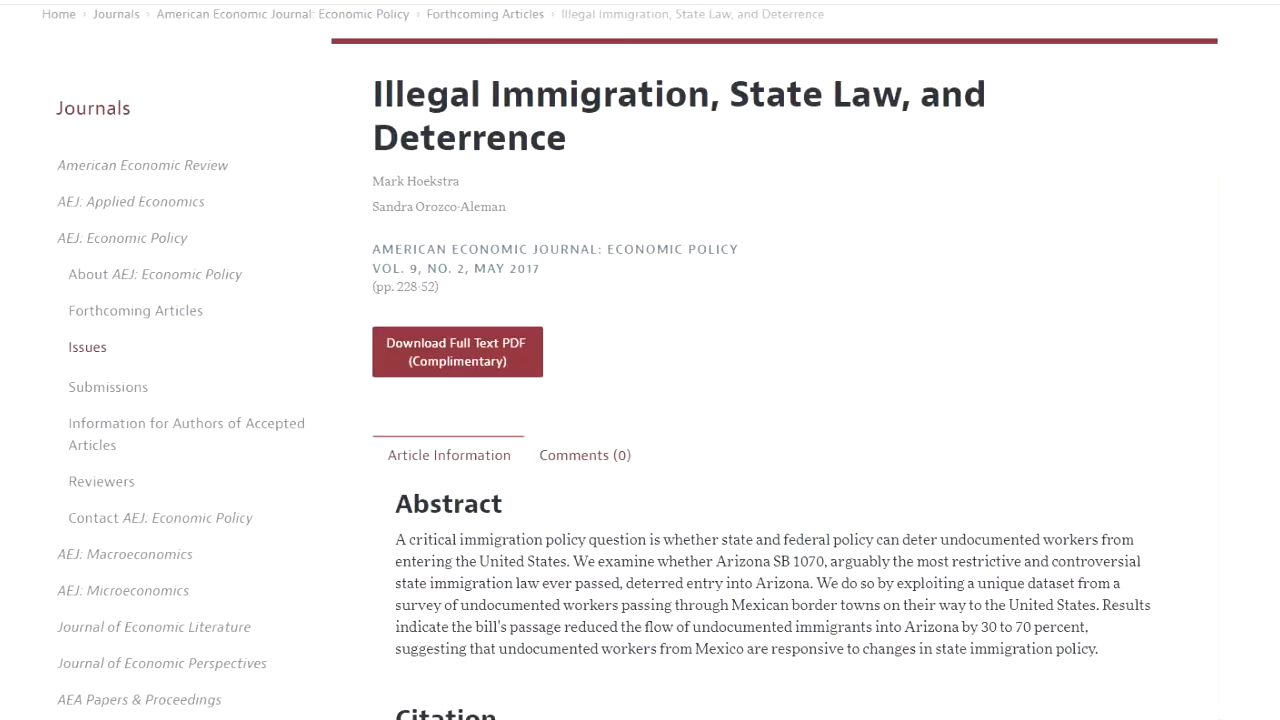 Home › Journals › American Economic Journal: Economic Policy › Forthcoming Articles › Illegal Immigration, State Law, and Deterrence
Journals
American Economic Review
AEJ: Applied Economics
AEJ. Economic Policy
About AEJ: Economic Policy
Forthcoming Articles
Issues
Submissions
Information for Authors of Accepted
Articles
Reviewers
Contact AEJ. Economic Policy
AEJ: Macroeconomics
AEJ: Microeconomics
Journal of Economic Literature
Journal of Economic Perspectives
AEA Papers & Proceedings
Illegal Immigration, State Law, and
Deterrence
Mark Hoekstra
Sandra Orozco-Aleman
AMERICAN ECONOMIC JOURNAL: ECONOMIC POLICY
VOL. 9, NO. 2, MAY 2017
(pp. 228-52)
Download Full Text PDF
(Complimentary)
Article Information
Comments (0)
Abstract
A critical immigration policy question is whether state and federal policy can deter undocumented workers from
entering the United States. We examine whether Arizona SB 1070, arguably the most restrictive and controversial
state immigration law ever passed, deterred entry into Arizona. We do so by exploiting a unique dataset from a
survey of undocumented workers passing through Mexican border towns on their way to the United States. Results
indicate the bill's passage reduced the flow of undocumented immigrants into Arizona by 30 to 70 percent,
suggesting that undocumented workers from Mexico are responsive to changes in state immigration policy.
Citation